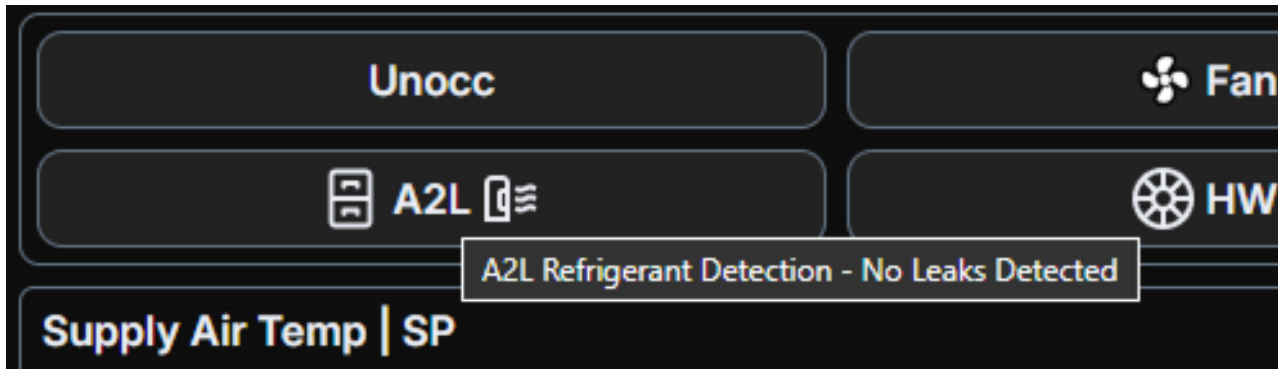 Unocc
Fan
A2L
HW
A2L Refrigerant Detection - No Leaks Detected
Supply Air Temp | SP